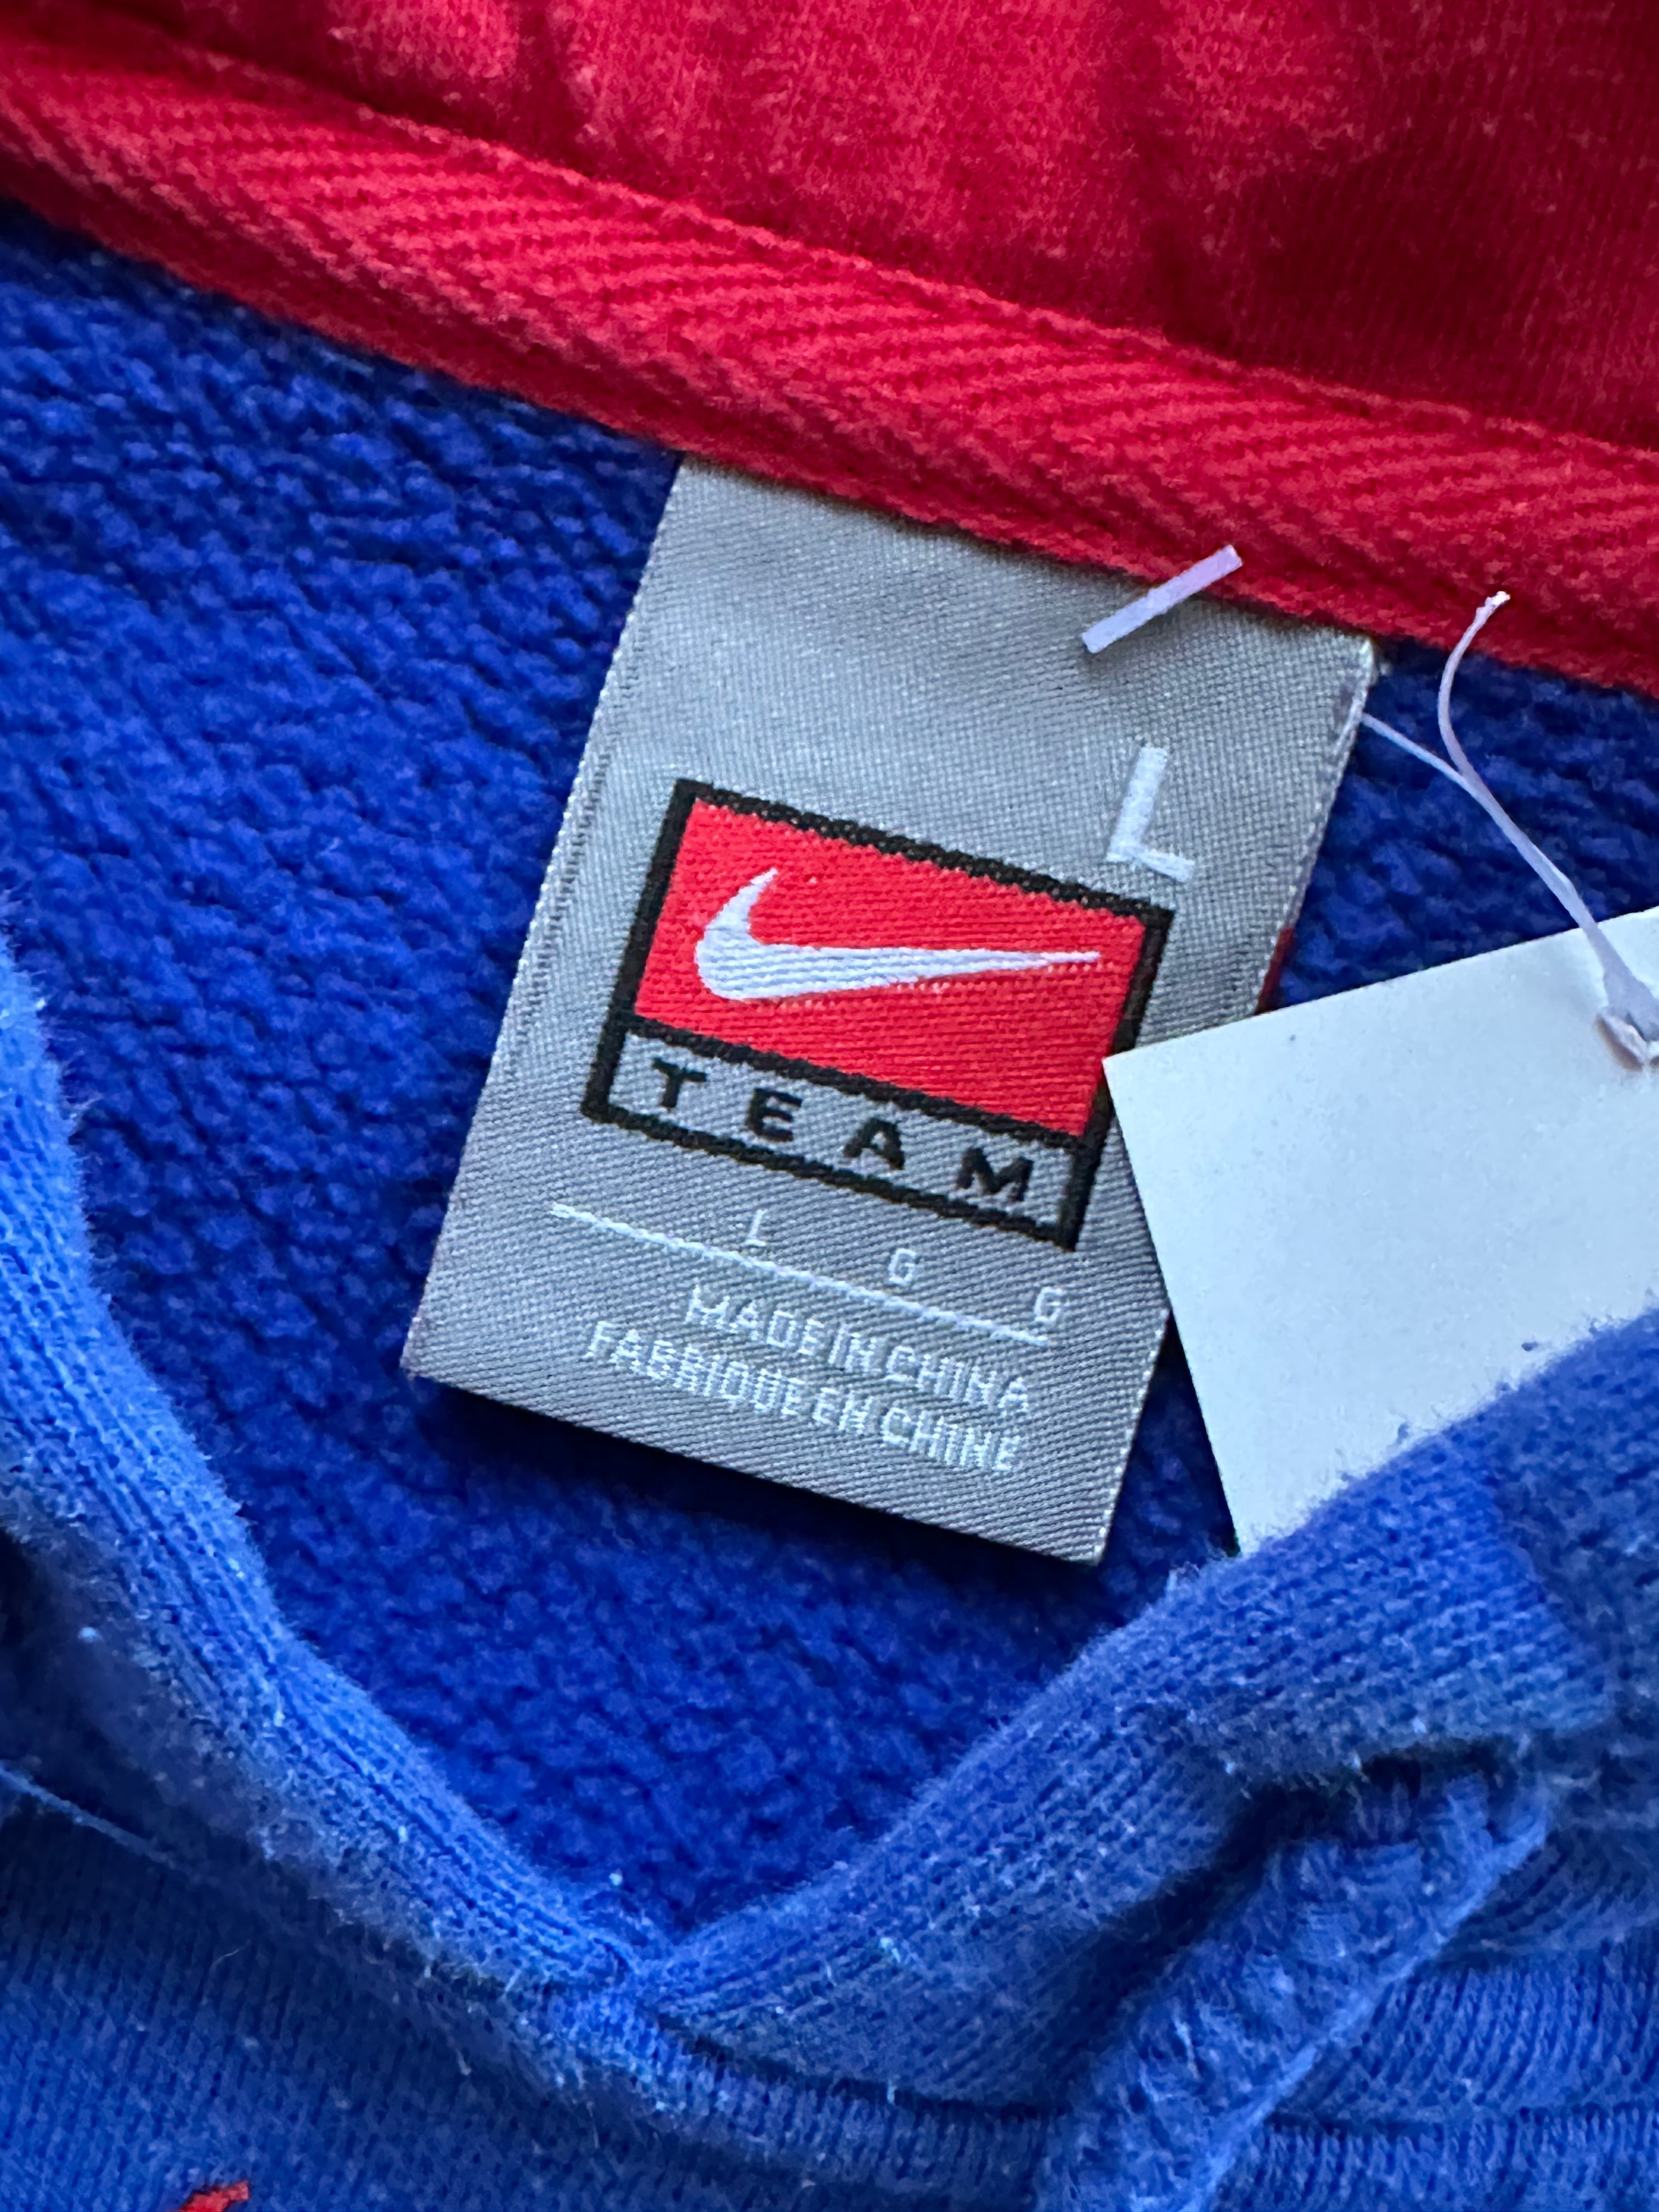 L
TEAM
L G G
MADE IN CHINA
FABRIQUE EN CHINE